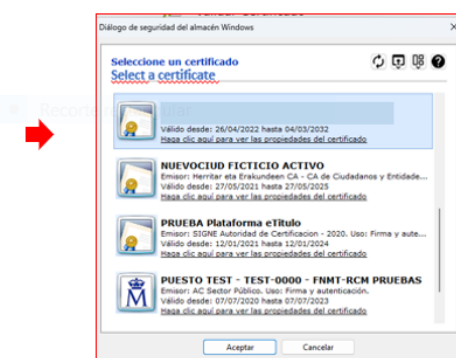 Diálogo de seguridad del almacén Windows
Seleccione un certificado
Select a certificate
Válido desde: 26/04/2022 hasta 04/03/2032
Haga clic aquí para ver las propiedades del certificado
NUEVOCIUD FICTICIO ACTIVO
Emisor: Herritar eta Erakundeen CA - CA de Ciudadanos y Entidade...
Válido desde: 27/05/2021 hasta 27/05/2025
Haga clic aquí para ver las propiedades del certificado
PRUEBA Plataforma eTitulo
Emisor: SIGNE Autoridad de Certificacion - 2020. Uso: Firma y aute...
Válido desde: 12/01/2021 hasta 12/01/2024
Haga clic aquí para ver las propiedades del certificado
PUESTO TEST - TEST-0000 - FNMT-RCM PRUEBAS
Emisor: AC Sector Público. Uso: Firma y autenticación.
Válido desde: 07/07/2020 hasta 07/07/2023
Haga clic aquí para ver las propiedades del certificado
Aceptar Cancelar